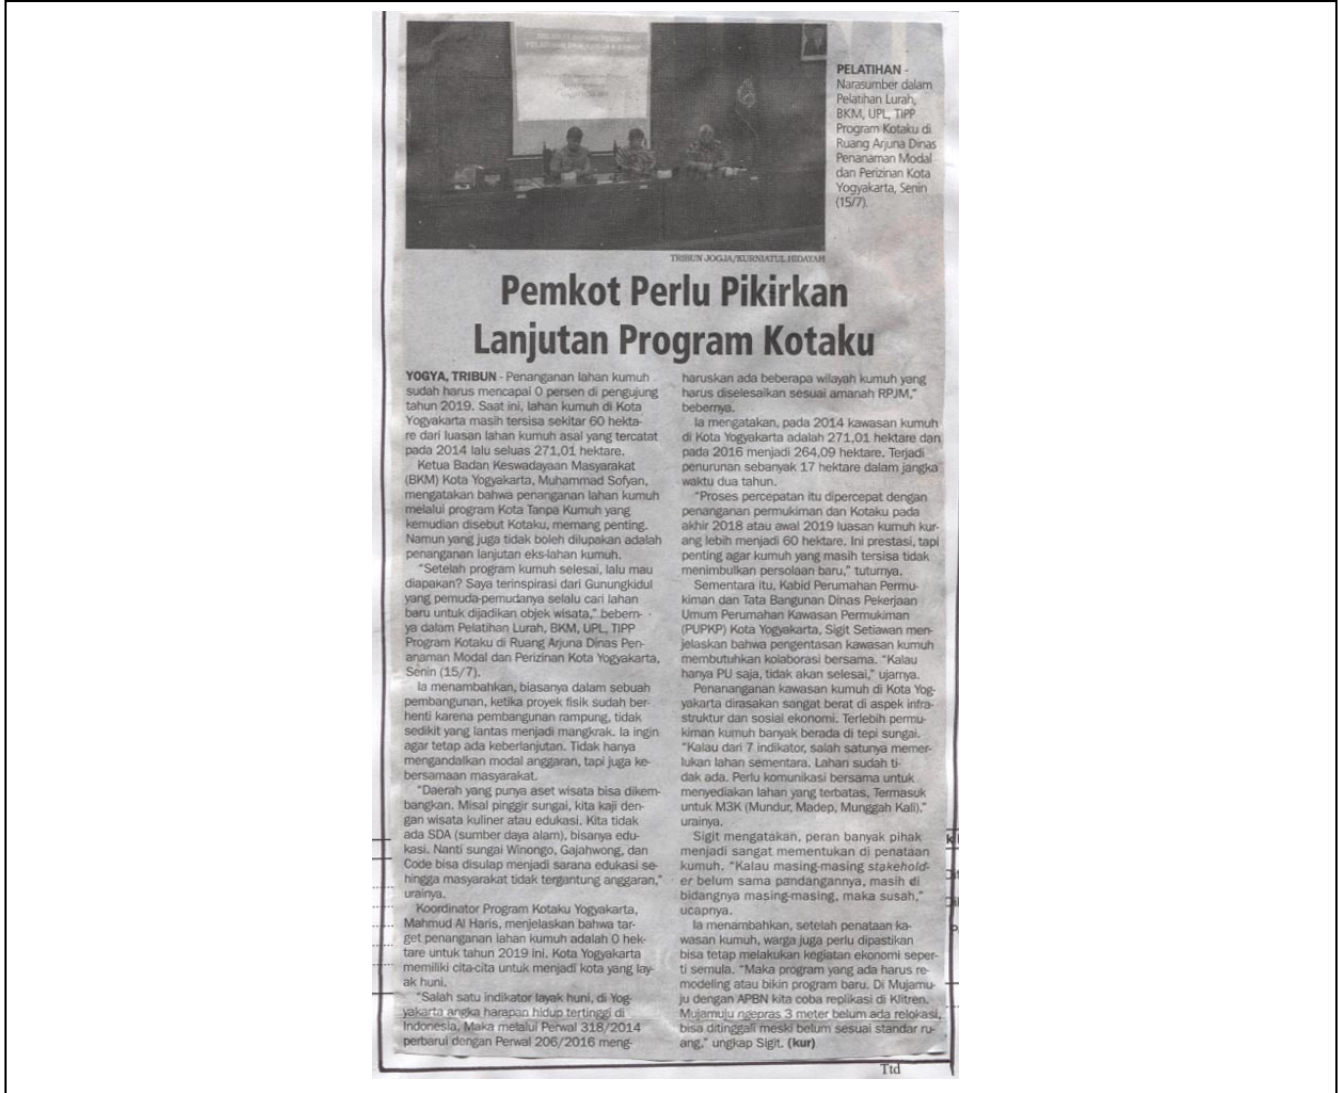 PELATIHAN -
Narasumber dalam
Pelatihan Lurah,
BKM, UPL, TIPP
Program Kotaku di
Ruang Arjuna Dinas
Penanaman Modal
dan Perizinan Kota
Yogyakarta, Senin
(15/7).
TRIBUN JOGJA/KURNIATUL HIDAYAH
Pemkot Perlu Pikirkan
Lanjutan Program Kotaku
YOGYA, TRIBUN - Penanganan lahan kumuh
sudah harus mencapai 0 persen di pengujung
tahun 2019. Saat ini, lahan kumuh di Kota
Yogyakarta masih tersisa sekitar 60 hekta-
re dari luasan lahan kumuh asal yang tercatat
pada 2014 lalu seluas 271,01 hektare.
Ketua Badan Keswadayaan Masyarakat
(BKM) Kota Yogyakarta, Muhammad Sofyan,
mengatakan bahwa penanganan lahan kumuh
melalui program Kota Tanpa Kumuh yang
kemudian disebut Kotaku, memang penting.
Namun yang juga tidak boleh dilupakan adalah
penanganan lanjutan eks-lahan kumuh.
"Setelah program kumuh selesai, lalu mau
diapakan? Saya terinspirasi dari Gunungkidul
yang pemuda-pemudanya selalu cari lahan
baru untuk dijadikan objek wisata," bebern-
ya dalam Pelatihan Lurah, BKM, UPL, TIPP
Program Kotaku di Ruang Arjuna Dinas Pen-
anaman Modal dan Perizinan Kota Yogyakarta,
Senin (15/7).
Ia menambahkan, biasanya dalam sebuah
pembangunan, ketika proyek fisik sudah ber-
henti karena pembangunan rampung, tidak
sedikit yang lantas menjadi mangkrak. Ia ingin
agar tetap ada keberlanjutan. Tidak hanya
mengandalkan modal anggaran, tapi juga ke-
bersamaan masyarakat.
"Daerah yang punya aset wisata bisa dikem-
bangkan. Misal pinggir sungai, kita kaji den-
gan wisata kuliner atau edukasi. Kita tidak
ada SDA (sumber daya alam), bisanya edu-
kasi. Nanti sungai Winongo, Gajahwong, dan
Code bisa disulap menjadi sarana edukasi se-
hingga masyarakat tidak tergantung anggaran,"
urainya.
Koordinator Program Kotaku Yogyakarta,
Mahmud Al Haris, menjelaskan bahwa tar-
get penanganan lahan kumuh adalah 0 hek-
tare untuk tahun 2019 ini. Kota Yogyakarta
memiliki cita-cita untuk menjadi kota yang lay-
ak huni.
"Salah satu indikator layak huni, di Yog-
yakarta angka harapan hidup tertinggi di
Indonesia. Maka melalui Perwal 318/2014
perbarui dengan Perwal 206/2016 meng-
haruskan ada beberapa wilayah kumuh yang
harus diselesaikan sesuai amanah RPJM,"
bebernya.
Ia mengatakan, pada 2014 kawasan kumuh
di Kota Yogyakarta adalah 271,01 hektare dan
pada 2016 menjadi 264,09 hektare. Terjadi
penurunan sebanyak 17 hektare dalam jangka
waktu dua tahun.
"Proses percepatan itu dipercepat dengan
penanganan permukiman dan Kotaku pada
akhir 2018 atau awal 2019 luasan kumuh kur-
ang lebih menjadi 60 hektare. Ini prestasi, tapi
penting agar kumuh yang masih tersisa tidak
menimbulkan persolaan baru," tuturnya.
Sementara itu, Kabid Perumahan Permu-
kiman dan Tata Bangunan Dinas Pekerjaan
Umum Perumahan Kawasan Permukiman
(PUPKP) Kota Yogyakarta, Sigit Setiawan men-
jelaskan bahwa pengentasan kawasan kumuh
membutuhkan kolaborasi bersama. "Kalau
hanya PU saja, tidak akan selesai," ujarnya.
Penananganan kawasan kumuh di Kota Yog-
yakarta dirasakan sangat berat di aspek infra-
struktur dan sosial ekonomi. Terlebih permu-
kiman kumuh banyak berada di tepi sungai.
"Kalau dari 7 indikator, salah satunya memer-
lukan lahan sementara. Lahan sudah ti-
dak ada. Perlu komunikasi bersama untuk
menyediakan lahan yang terbatas. Termasuk
untuk M3K (Mundur, Madep, Munggah Kali),"
urainya.
Sigit mengatakan, peran banyak pihak
menjadi sangat mementukan di penataan
kumuh. "Kalau masing-masing stakehold-
er belum sama pandangannya, masih di
bidangnya masing-masing, maka susah,"
ucapnya.
Ia menambahkan, setelah penataan ka-
wasan kumuh, warga juga perlu dipastikan
bisa tetap melakukan kegiatan ekonomi seper-
ti semula. "Maka program yang ada harus re-
modeling atau bikin program baru. Di Mujamu-
ju dengan APBN kita coba replikasi di Klitren.
Mujamuju ngepras 3 meter belum ada relokasi,
bisa ditinggali meski belum sesuai standar ru-
ang," ungkap Sigit. (kur)
Ttd